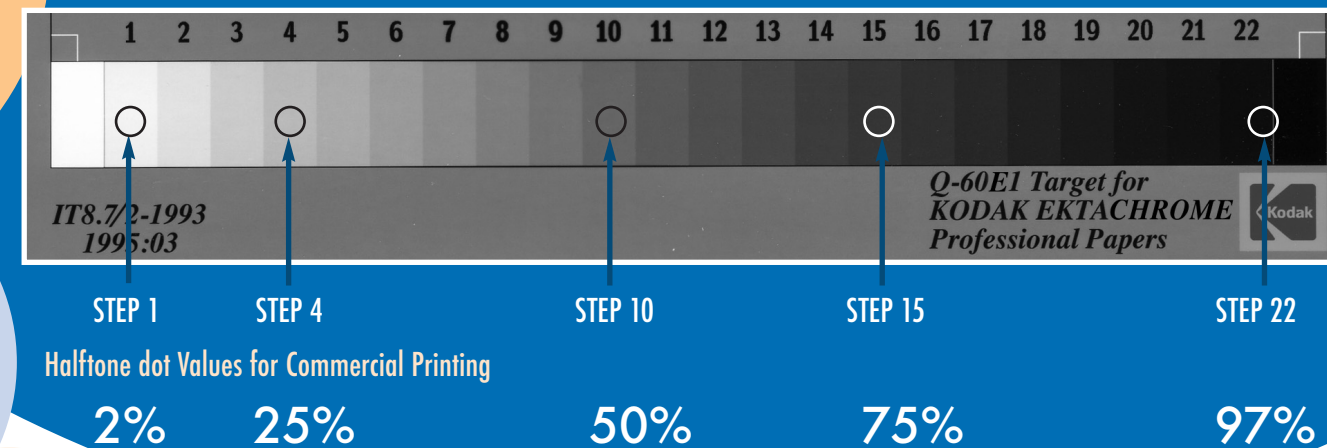 1 2 3 4 5 6 7 8 9 10 11 12 13 14 15 16 17 18 19 20 21 22
IT8.7/2-1993
1995:03
Q-60E1 Target for
KODAK EKTACHROME
Professional Papers
Kodak
STEP 1 STEP 4 STEP 10 STEP 15 STEP 22
Halftone dot Values for Commercial Printing
2% 25% 50% 75% 97%